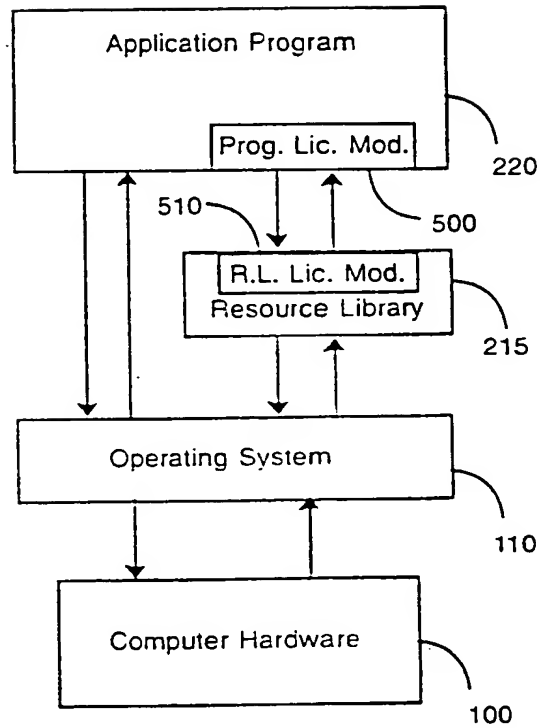 Application Program
Prog. Lic. Mod.
220
500
510
R.L. Lic. Mod.
Resource Library
215
Operating System
110
Computer Hardware
100